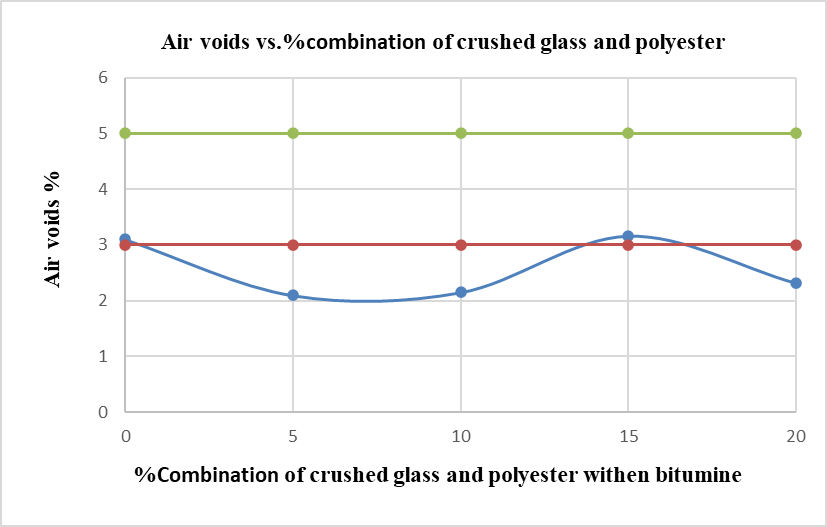 Air voids vs.%combination of crushed glass and polyester
6
5
4
3
2
1
0
Air voids %
0 5 10 15 20
%Combination of crushed glass and polyester withen bitumine